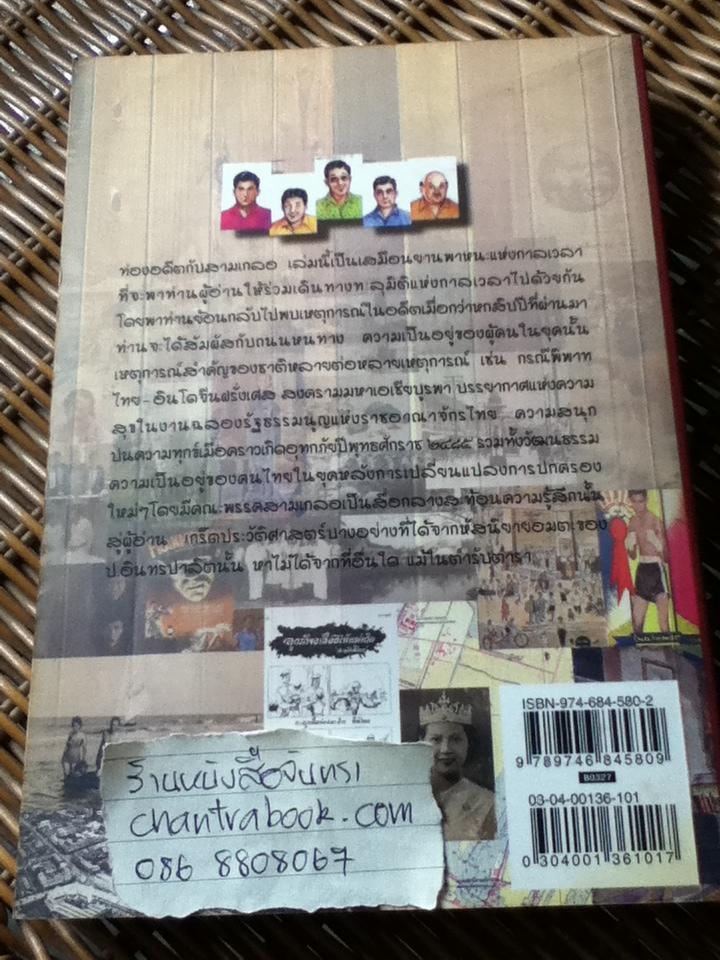 ท่องอดีตกับสามเกลอ เล่มนี้เป็นเสมือนยานพาหนะแห่งกาลเวลา
ที่จะพาท่านผู้อ่านให้ร่วมเดินทางทะลุมิติแห่งกาลเวลาไปด้วยกัน
โดยพาท่านย้อนกลับไปพบเหตุการณ์ในอดีตเมื่อกว่าหกสิบปีที่ผ่านมา
ท่านจะได้สัมผัสกับถนนหนทาง ความเป็นอยู่ของผู้คนในยุคนั้น
เหตุการณ์สำคัญของชาติหลายต่อหลายเหตุการณ์ เช่น กรณีพิพาท
ไทย-อินโดจีนฝรั่งเศส สงครามมหาเอเชียบูรพา บรรยากาศแห่งความ
สุขในงานฉลองรัฐธรรมนูญแห่งราชอาณาจักรไทย ความสนุก
ปนความทุกข์เมื่อคราวเกิดอุทกภัยปีพุทธศักราช ๒๔๘๕ รวมทั้งวัฒนธรรม
ความเป็นอยู่ของคนไทยในยุคหลังการเปลี่ยนแปลงการปกครอง
ใหม่ๆโดยมีคณะพรรคสามเกลอเป็นสื่อกลางสะท้อนความรู้สึกนั้น
สู่ผู้อ่าน เกร็ดประวัติศาสตร์บางอย่างที่ได้จากหัสนิยายอมตะของ
ป.อินทรปาลิตนั้น หาไม่ได้จากที่อื่นใด แม้ในตำรับตำรา
ISBN-974-684-580-2
9 789746 845809
B0327
03-04-00136-101
0 304001 361017
ร้านหนังสือจันทรา
chantrabook.com
086 8808067